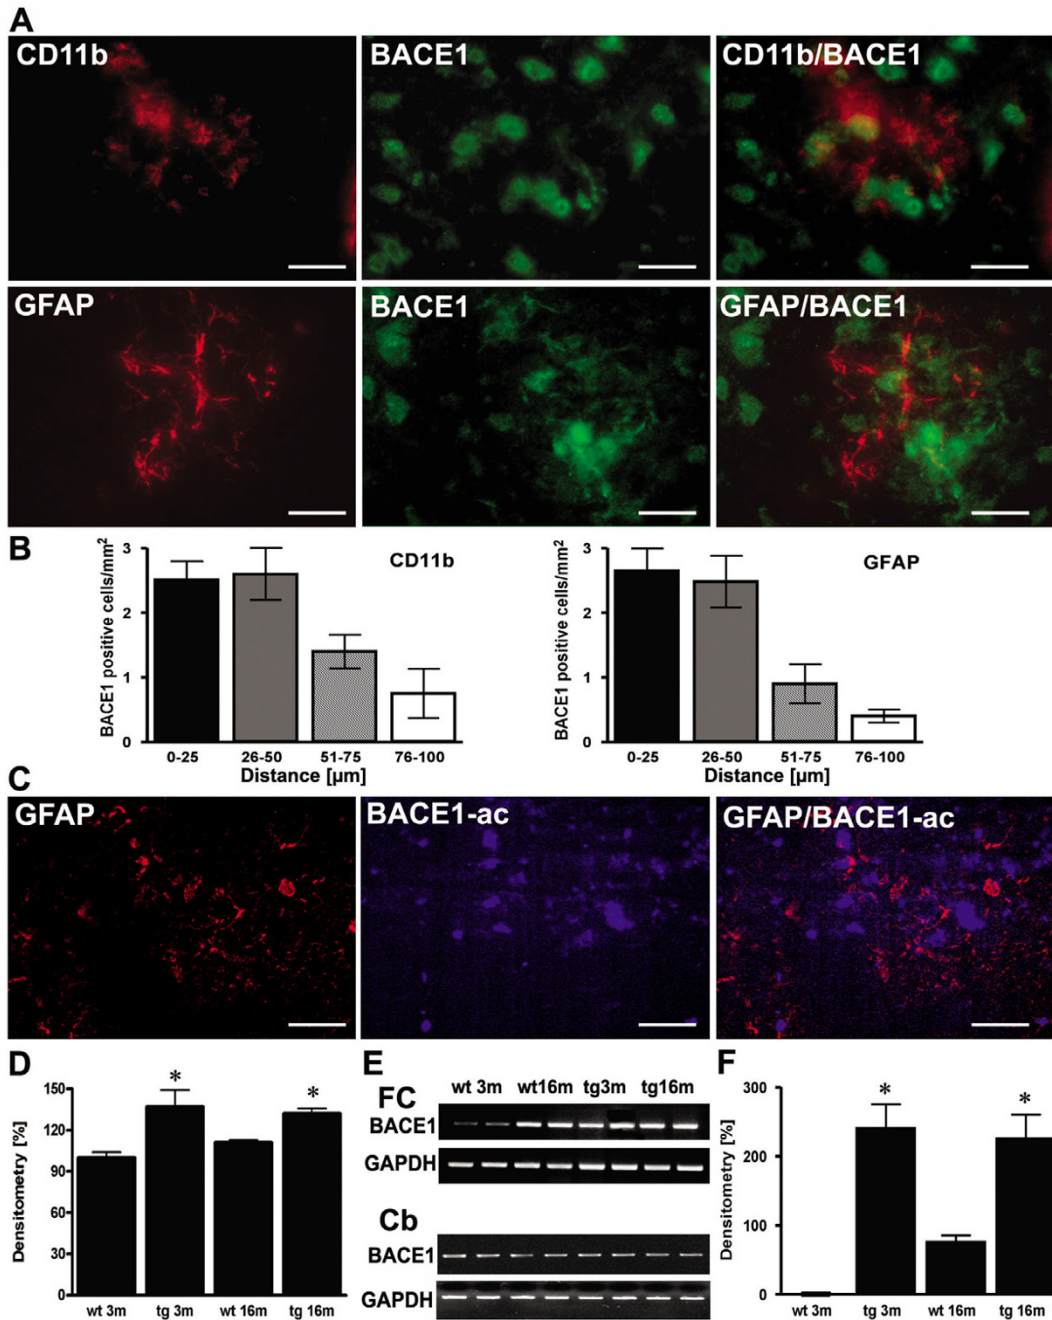 A
CD11b BACE1 CD11b/BACE1
GFAP BACE1 GFAP/BACE1
B
BACE1 positive cells/mm²
3
2
1
0
CD11b
0-25 26-50 51-75 76-100
Distance [µm]
BACE1 positive cells/mm²
3
2
1
0
GFAP
0-25 26-50 51-75 76-100
Distance [µm]
C
GFAP BACE1-ac GFAP/BACE1-ac
D
Densitometry [%]
150
120
90
60
30
0
* *
wt 3m tg 3m wt 16m tg 16m
E
wt 3m wt16m tg3m tg16m
FC
BACE1
GAPDH
Cb
BACE1
GAPDH
F
Densitometry [%]
300
200
100
0
* *
wt 3m tg 3m wt 16m tg 16m